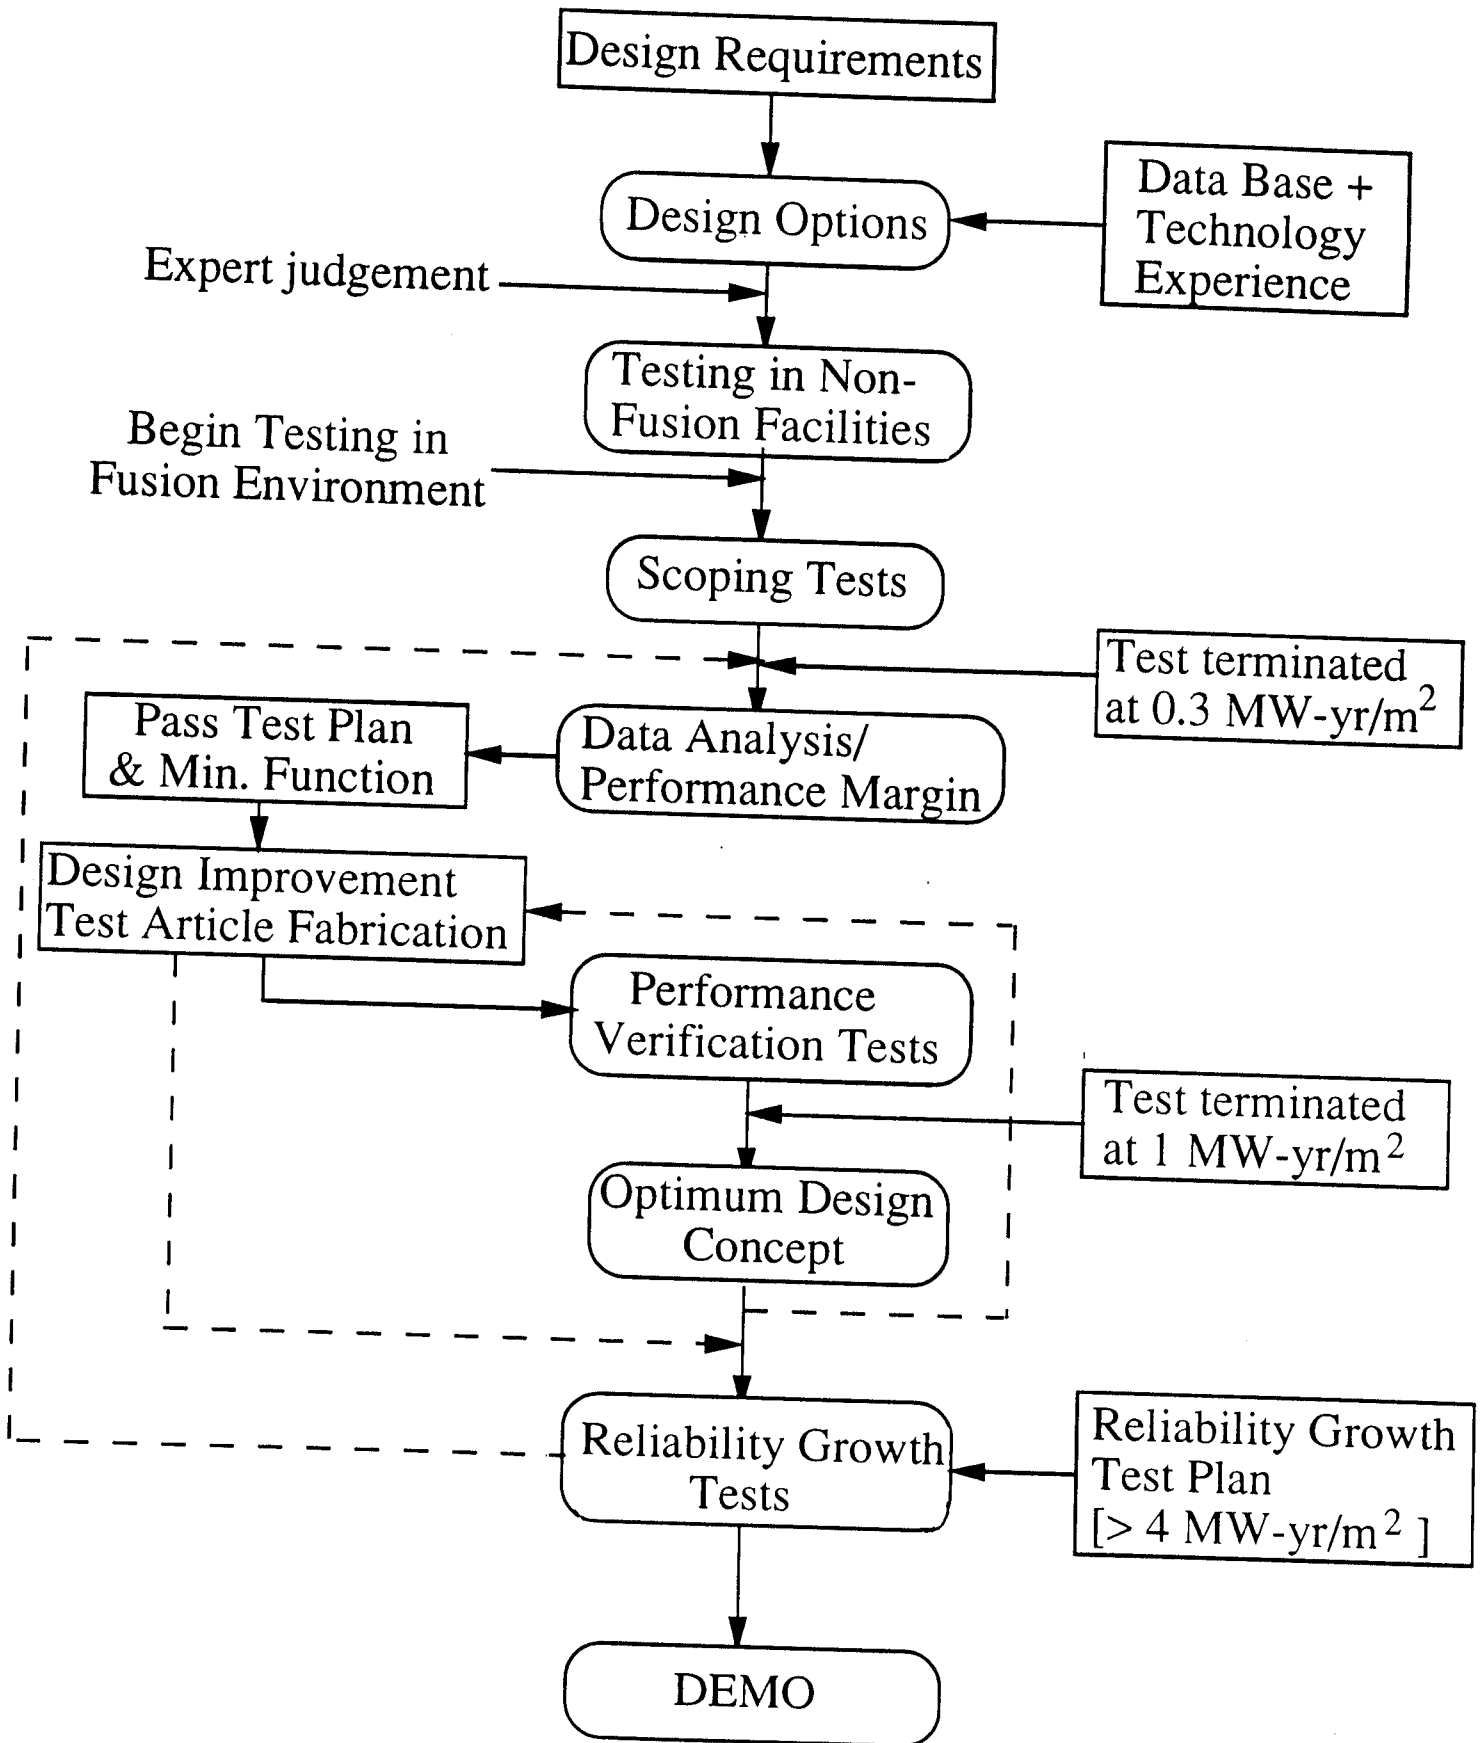 Design Requirements
Data Base +
Technology
Experience
Design Options
Expert judgement
Testing in Non-
Fusion Facilities
Begin Testing in
Fusion Environment
Scoping Tests
Test terminated
at 0.3 MW-yr/m²
Pass Test Plan
& Min. Function
Data Analysis/
Performance Margin
Design Improvement
Test Article Fabrication
Performance
Verification Tests
Test terminated
at 1 MW-yr/m²
Optimum Design
Concept
Reliability Growth
Tests
Reliability Growth
Test Plan
[> 4 MW-yr/m² ]
DEMO